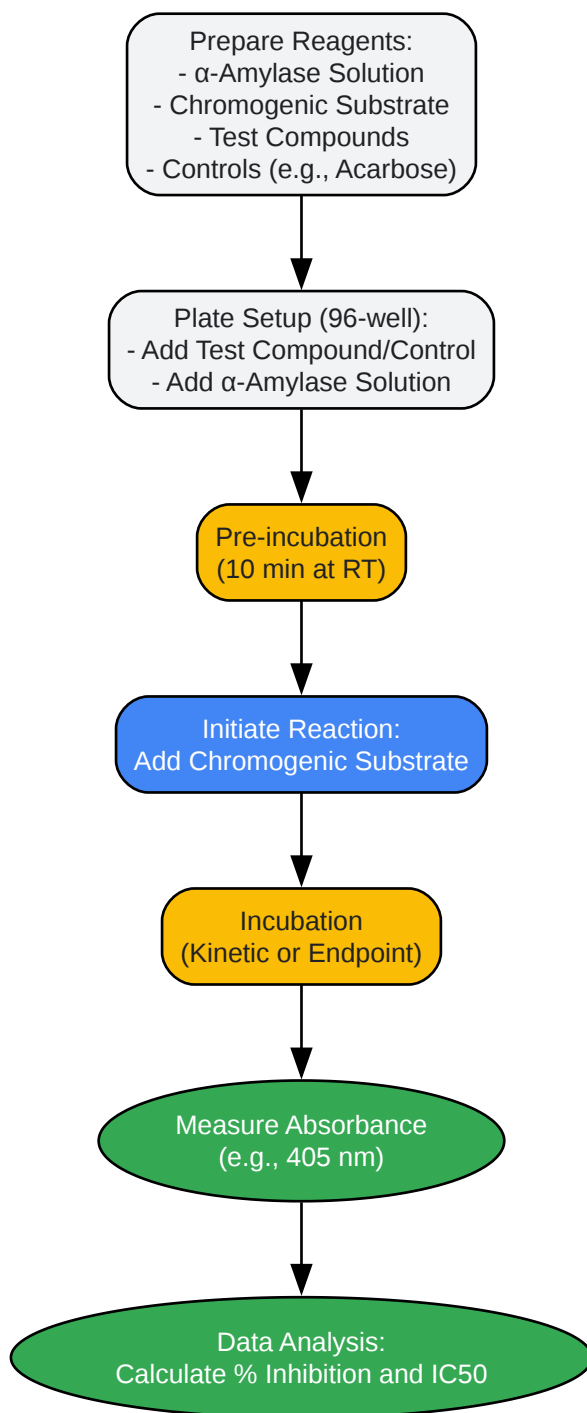 Prepare Reagents:
- α-Amylase Solution
- Chromogenic Substrate
- Test Compounds
- Controls (e.g., Acarbose)
Plate Setup (96-well):
- Add Test Compound/Control
- Add α-Amylase Solution
Pre-incubation
(10 min at RT)
Initiate Reaction:
Add Chromogenic Substrate
Incubation
(Kinetic or Endpoint)
Measure Absorbance
(e.g., 405 nm)
Data Analysis:
Calculate % Inhibition and IC50